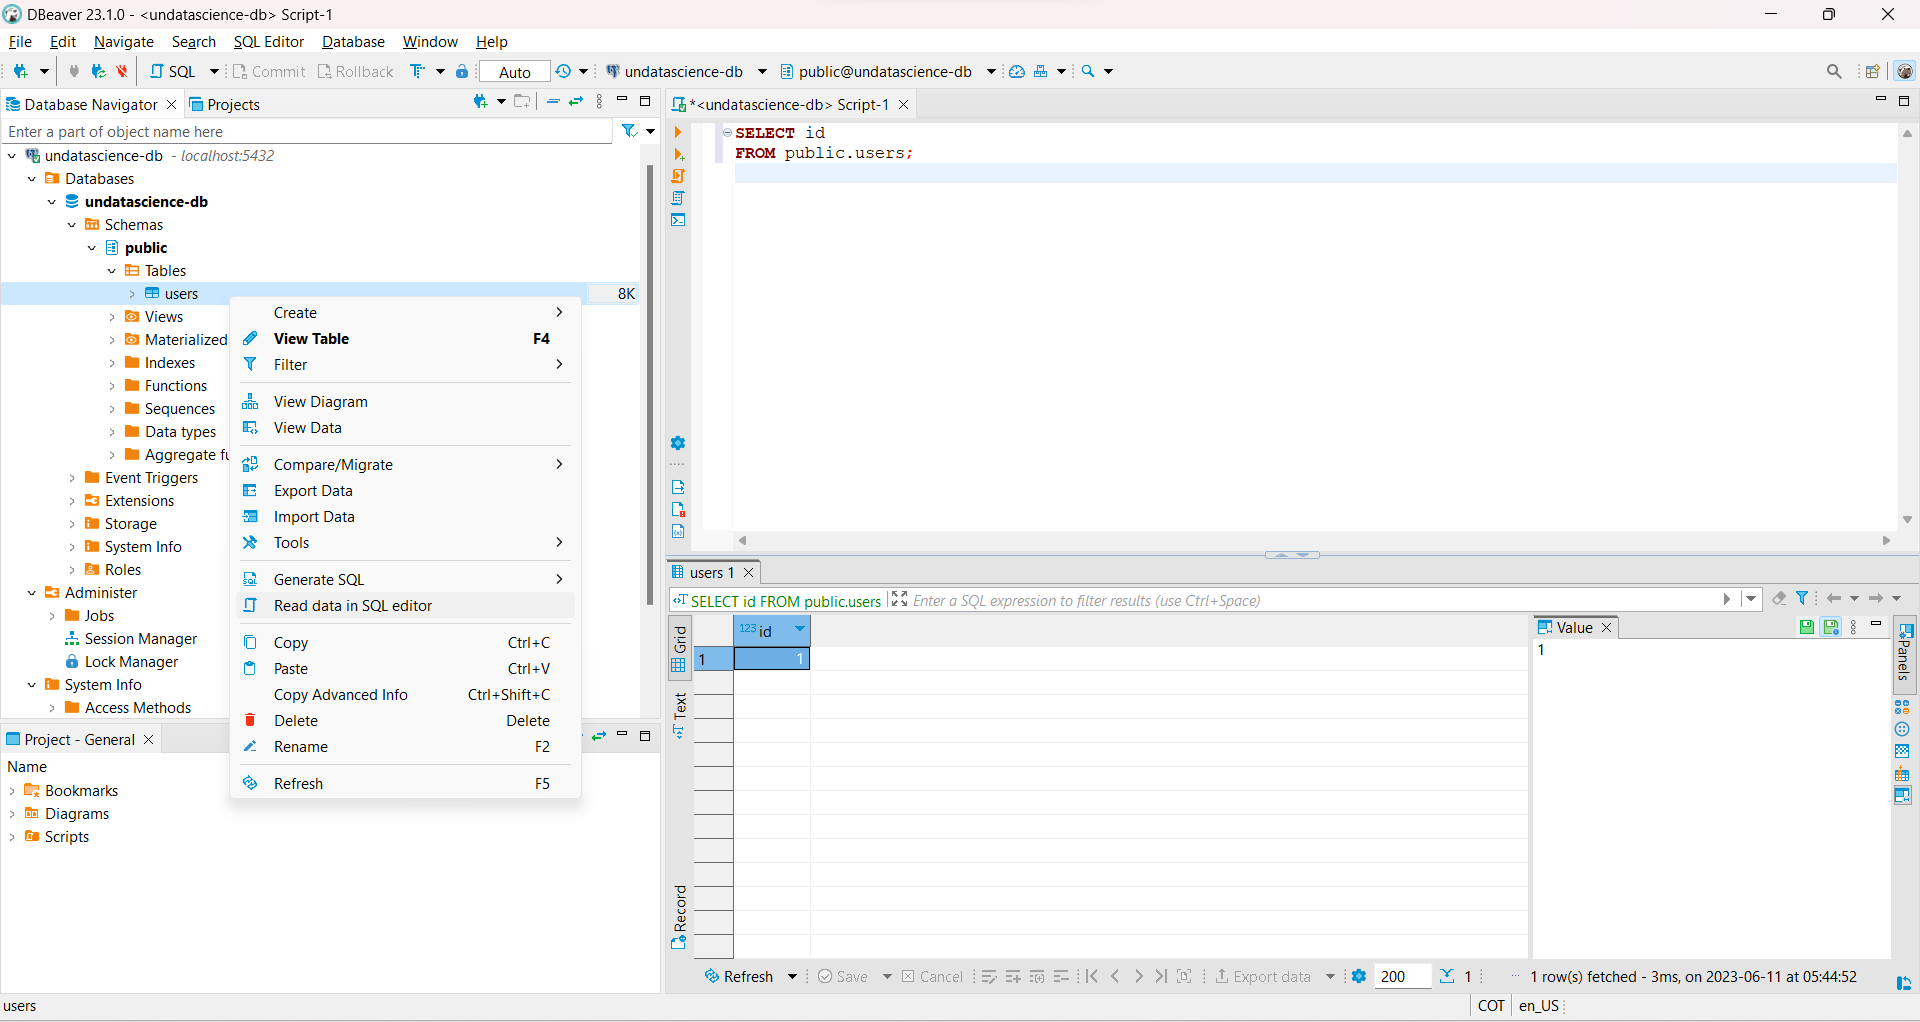 DBeaver 23.1.0 - <undatascience-db> Script-1
File Edit Navigate Search SQL Editor Database Window Help
SQL Commit Rollback Auto undatascience-db public@undatascience-db
Database Navigator Projects
Enter a part of object name here
undatascience-db - localhost:5432
Databases
undatascience-db
Schemas
public
Tables
users 8K
Views
Materialized
Indexes
Functions
Sequences
Data types
Aggregate fu
Event Triggers
Extensions
Storage
System Info
Roles
Administer
Jobs
Session Manager
Lock Manager
System Info
Access Methods
Create
View Table F4
Filter
View Diagram
View Data
Compare/Migrate
Export Data
Import Data
Tools
Generate SQL
Read data in SQL editor
Copy Ctrl+C
Paste Ctrl+V
Copy Advanced Info Ctrl+Shift+C
Delete Delete
Rename F2
Refresh F5
Project - General
Name
Bookmarks
Diagrams
Scripts
*<undatascience-db> Script-1
SELECT id
FROM public.users;
users 1
SELECT id FROM public.users Enter a SQL expression to filter results (use Ctrl+Space)
Grid
Text
Record
123 id
1 1
Value
1
Panels
Refresh Save Cancel Export data 200 1 ··· 1 row(s) fetched - 3ms, on 2023-06-11 at 05:44:52
users COT en_US